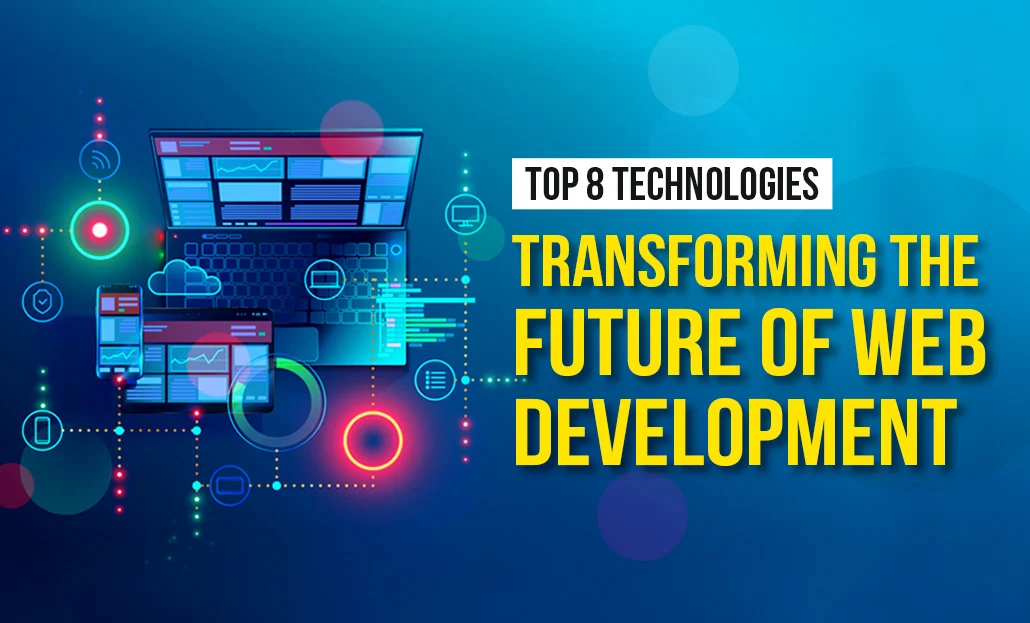 TOP 8 TECHNOLOGIES
TRANSFORMING THE
FUTURE OF WEB
DEVELOPMENT